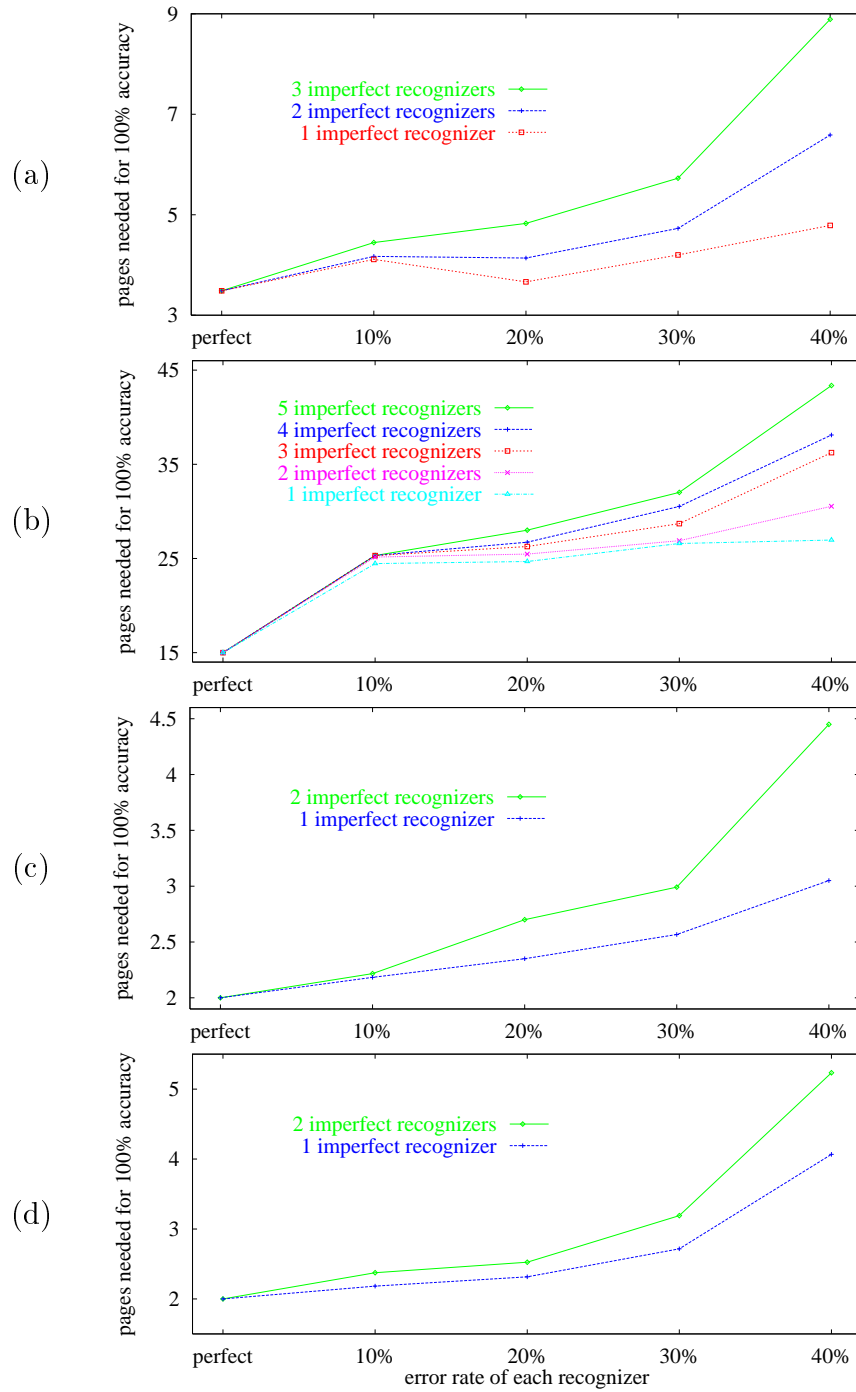 (a)
pages needed for 100% accuracy
9
7
5
3
3 imperfect recognizers
2 imperfect recognizers
1 imperfect recognizer
perfect 10% 20% 30% 40%
(b)
pages needed for 100% accuracy
45
35
25
15
5 imperfect recognizers
4 imperfect recognizers
3 imperfect recognizers
2 imperfect recognizers
1 imperfect recognizer
perfect 10% 20% 30% 40%
(c)
pages needed for 100% accuracy
4.5
4
3.5
3
2.5
2
2 imperfect recognizers
1 imperfect recognizer
perfect 10% 20% 30% 40%
(d)
pages needed for 100% accuracy
5
4
3
2
2 imperfect recognizers
1 imperfect recognizer
perfect 10% 20% 30% 40%
error rate of each recognizer